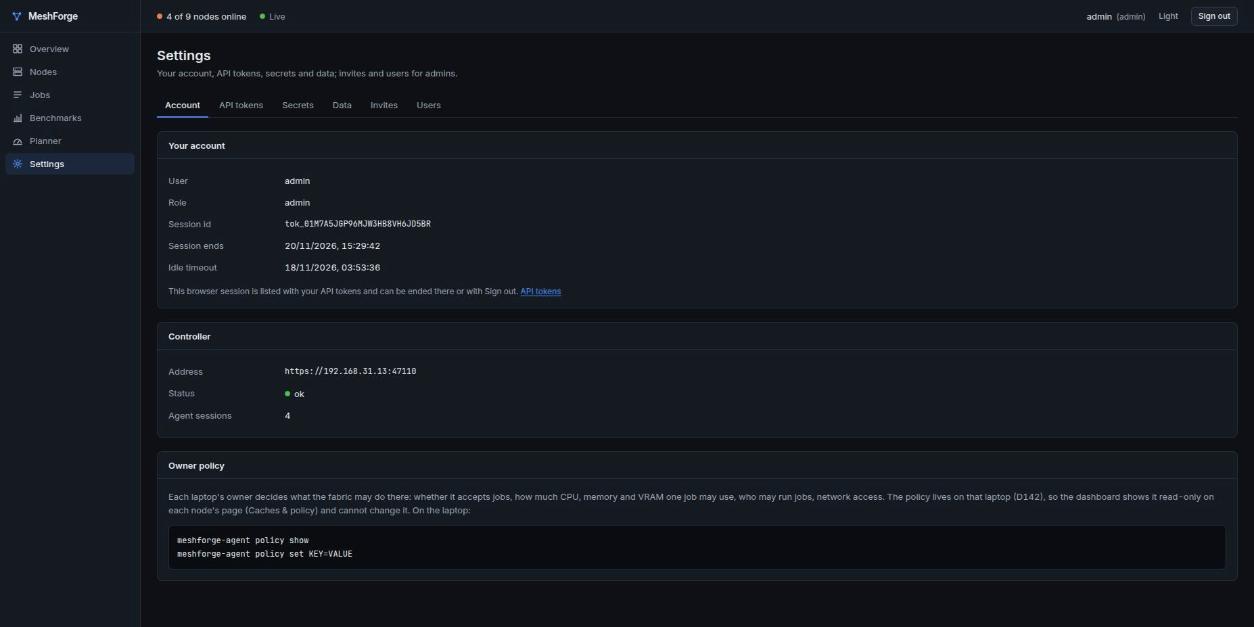 MeshForge
4 of 9 nodes online
Live
admin (admin)
Light
Sign out
Overview
Nodes
Jobs
Benchmarks
Planner
Settings
Settings
Your account, API tokens, secrets and data; invites and users for admins.
Account
API tokens
Secrets
Data
Invites
Users
Your account
User admin
Role admin
Session id tok_01M7A5JGP96MJW3HB8VH6JD5BR
Session ends 20/11/2026, 15:29:42
Idle timeout 18/11/2026, 03:53:36
This browser session is listed with your API tokens and can be ended there or with Sign out. API tokens
Controller
Address https://192.168.31.13:47110
Status ok
Agent sessions 4
Owner policy
Each laptop's owner decides what the fabric may do there: whether it accepts jobs, how much CPU, memory and VRAM one job may use, who may run jobs, network access. The policy lives on that laptop (D142), so the dashboard shows it read-only on
each node's page (Caches & policy) and cannot change it. On the laptop:
meshforge-agent policy show
meshforge-agent policy set KEY=VALUE